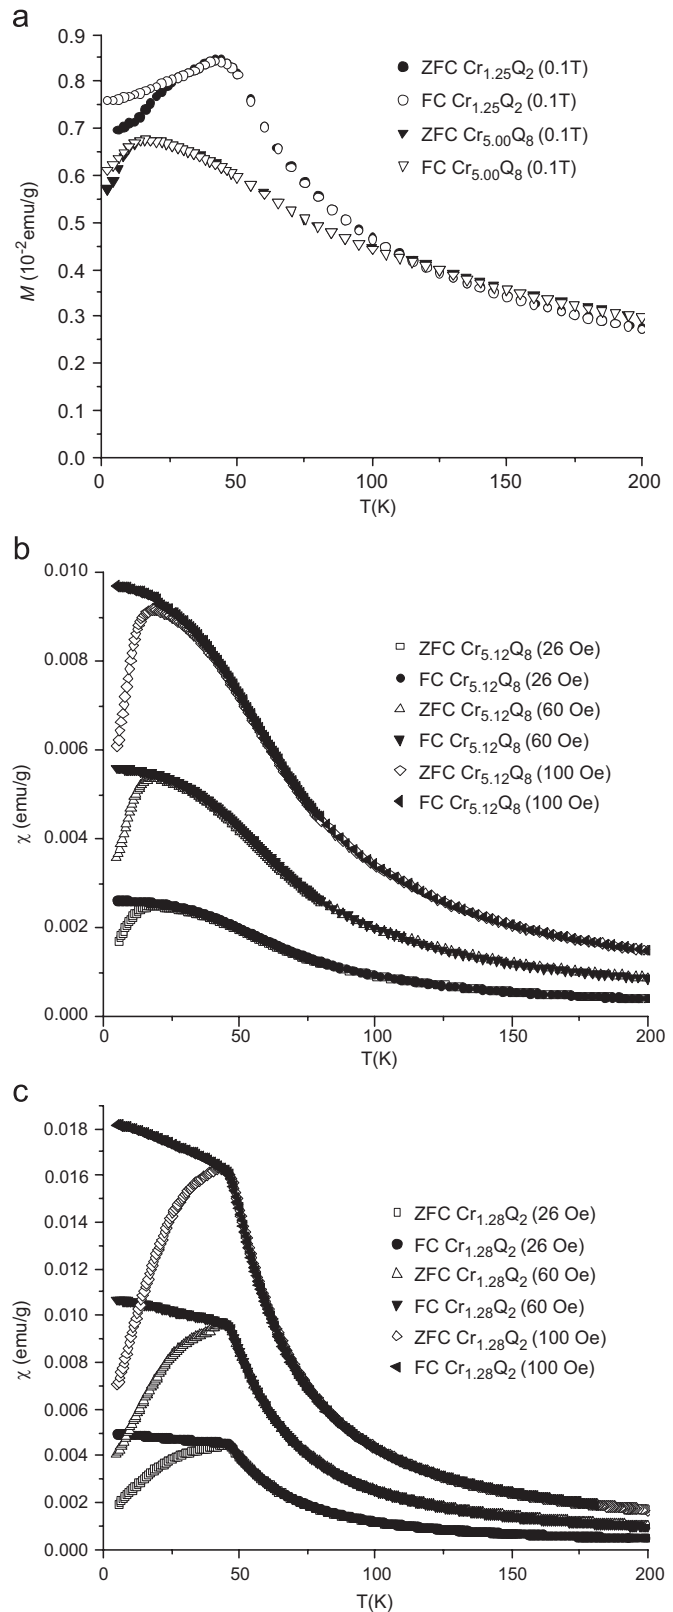 a
0.9
0.8
0.7
0.6
0.5
0.4
0.3
0.2
0.1
0.0
M (10⁻²emu/g)
ZFC Cr₁.₂₅Q₂ (0.1T)
FC Cr₁.₂₅Q₂ (0.1T)
ZFC Cr₅.₀₀Q₈ (0.1T)
FC Cr₅.₀₀Q₈ (0.1T)
0 50 100 150 200
T(K)
b
0.010
0.008
0.006
0.004
0.002
0.000
χ (emu/g)
ZFC Cr₅.₁₂Q₈ (26 Oe)
FC Cr₅.₁₂Q₈ (26 Oe)
ZFC Cr₅.₁₂Q₈ (60 Oe)
FC Cr₅.₁₂Q₈ (60 Oe)
ZFC Cr₅.₁₂Q₈ (100 Oe)
FC Cr₅.₁₂Q₈ (100 Oe)
0 50 100 150 200
T(K)
c
0.018
0.016
0.014
0.012
0.010
0.008
0.006
0.004
0.002
0.000
χ (emu/g)
ZFC Cr₁.₂₈Q₂ (26 Oe)
FC Cr₁.₂₈Q₂ (26 Oe)
ZFC Cr₁.₂₈Q₂ (60 Oe)
FC Cr₁.₂₈Q₂ (60 Oe)
ZFC Cr₁.₂₈Q₂ (100 Oe)
FC Cr₁.₂₈Q₂ (100 Oe)
0 50 100 150 200
T(K)